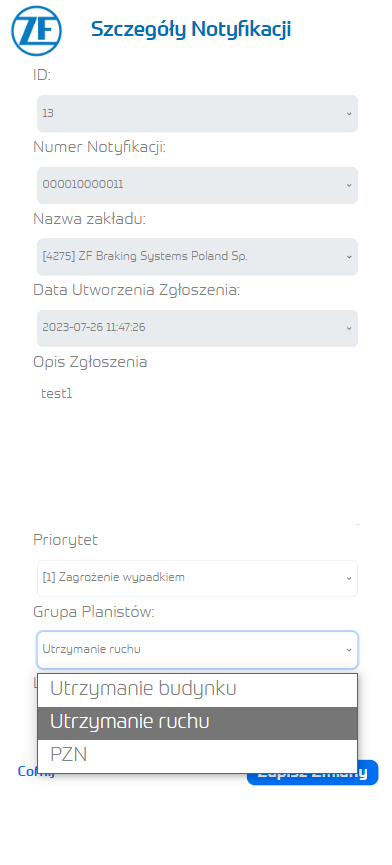 ZF
Szczegóły Notyfikacji
ID:
13
Numer Notyfikacji:
000010000011
Nazwa zakładu:
[4275] ZF Braking Systems Poland Sp.
Data Utworzenia Zgłoszenia:
2023-07-26 11:47:26
Opis Zgłoszenia
test1
Priorytet
[1] Zagrożenie wypadkiem
Grupa Planistów:
Utrzymanie ruchu
Utrzymanie budynku
Utrzymanie ruchu
PZN
Cofnij
Zapisz Zmiany